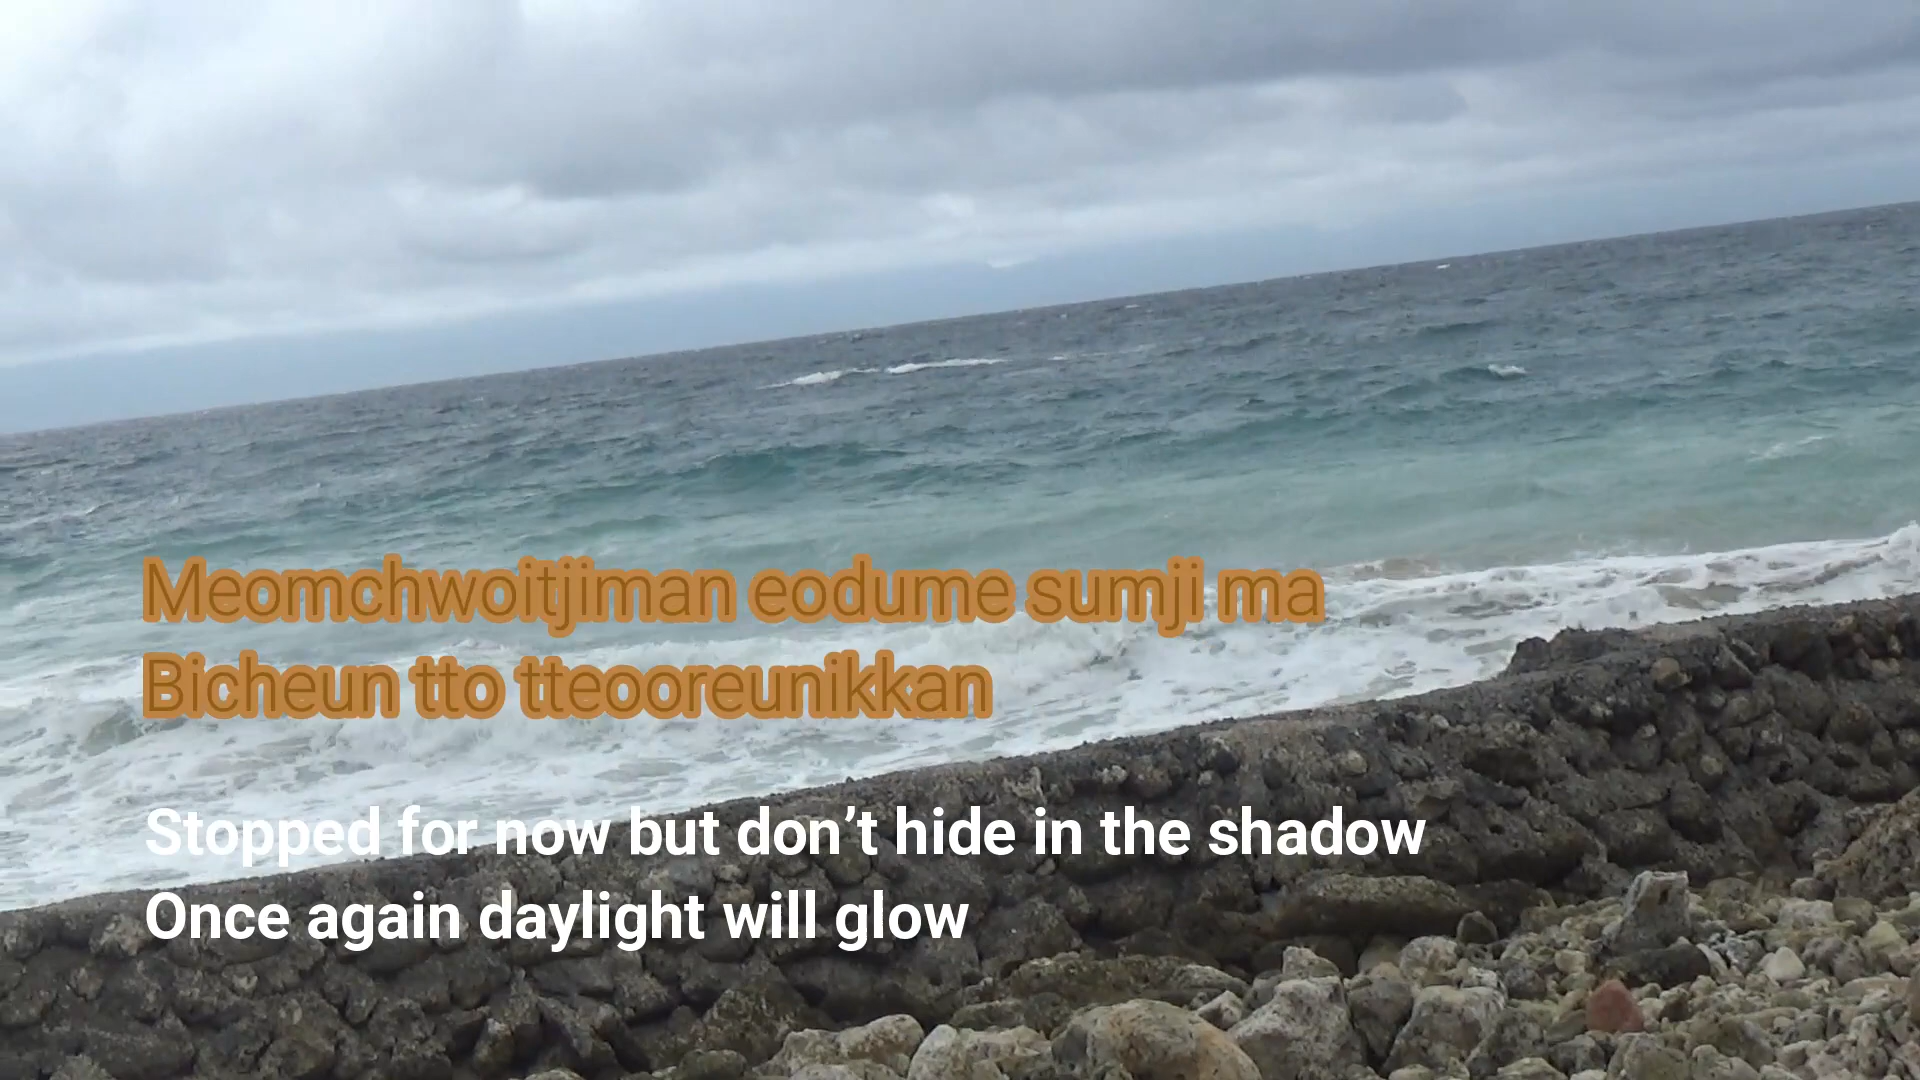 Meomchwoitjiman eodume sumji ma
Bicheun tto tteooreunikkan
Stopped for now but don’t hide in the shadow
Once again daylight will glow